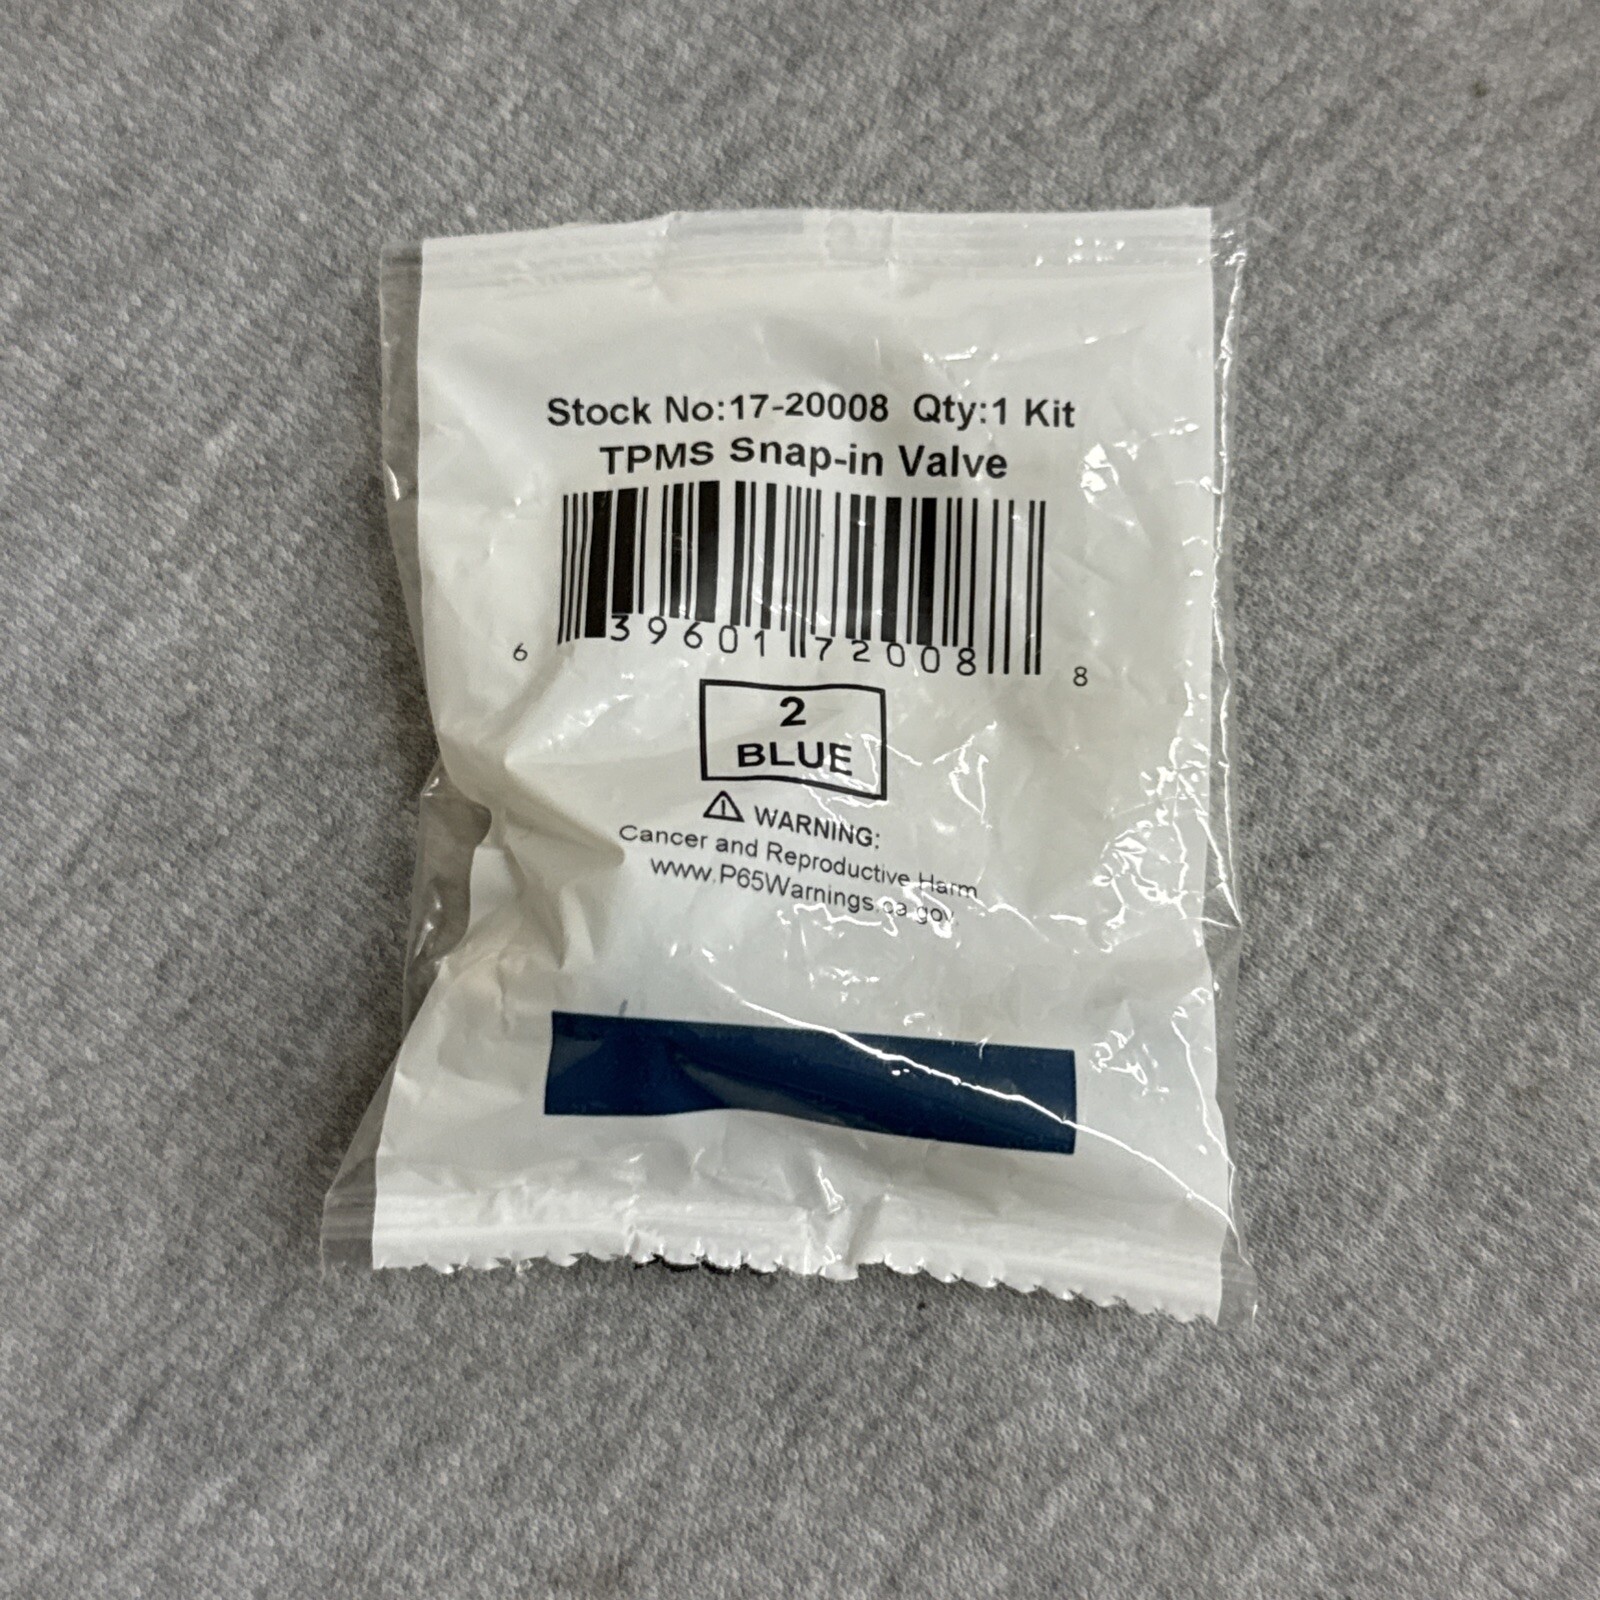 Stock No:17-20008 Qty:1 Kit
TPMS Snap-in Valve
6 39601 72008 8
2
BLUE
⚠ WARNING:
Cancer and Reproductive Harm
www.P65Warnings.ca.gov